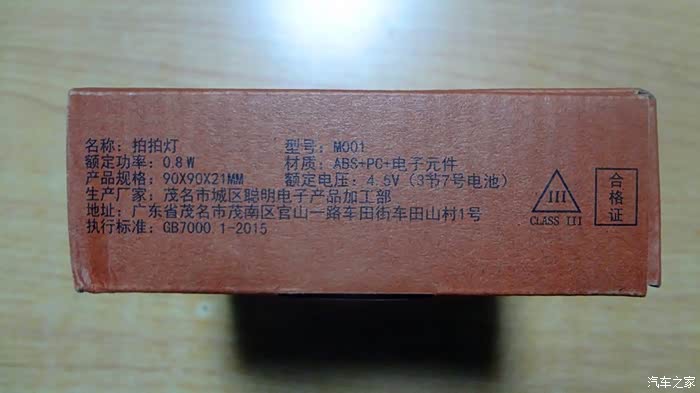 名称：拍拍灯 型号：M001
额定功率：0.8W 材质：ABS+PC+电子元件
产品规格：90X90X21MM 额定电压：4.5V（3节7号电池）
生产厂家：茂名市城区聪明电子产品加工部
地址：广东省茂名市茂南区官山一路车田街车田山村1号
执行标准：GB7000.1-2015
III
CLASS III
合格证
汽车之家